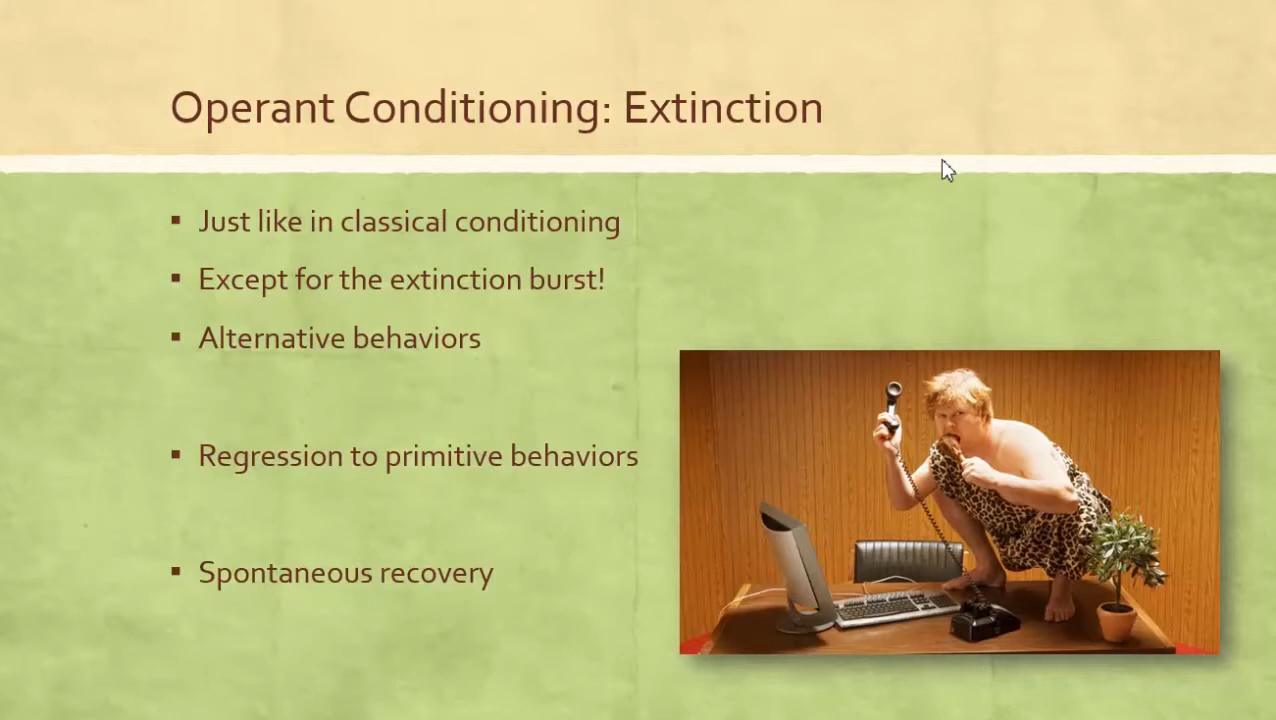 Operant Conditioning: Extinction
▪ Just like in classical conditioning
▪ Except for the extinction burst!
▪ Alternative behaviors
▪ Regression to primitive behaviors
▪ Spontaneous recovery